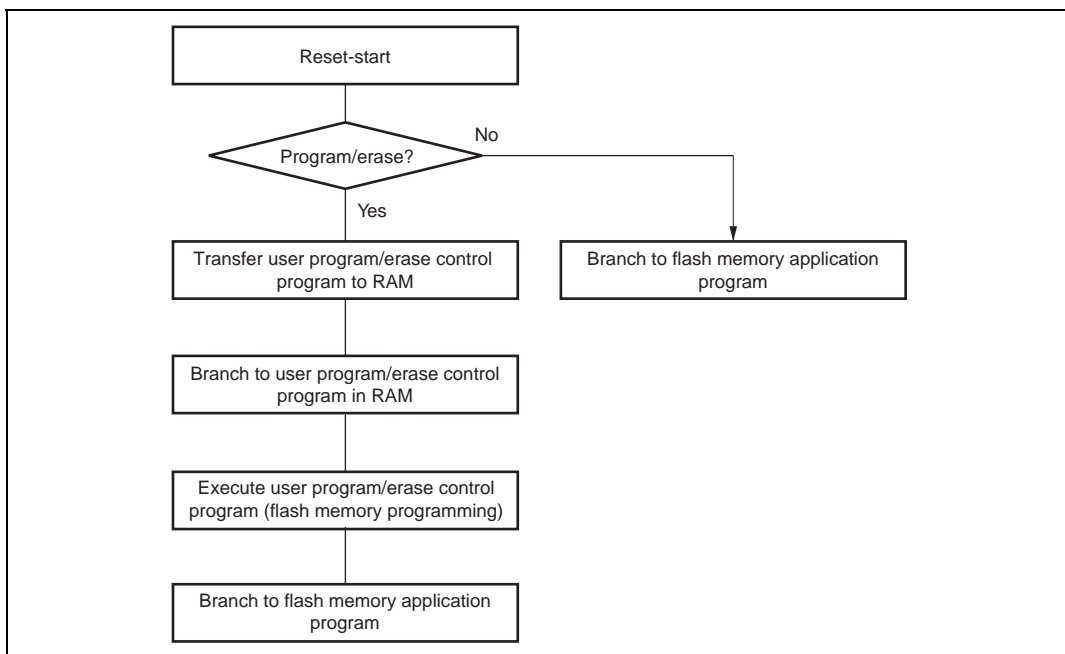 Reset-start
No
Program/erase?
Yes
Transfer user program/erase control
program to RAM
Branch to flash memory application
program
Branch to user program/erase control
program in RAM
Execute user program/erase control
program (flash memory programming)
Branch to flash memory application
program